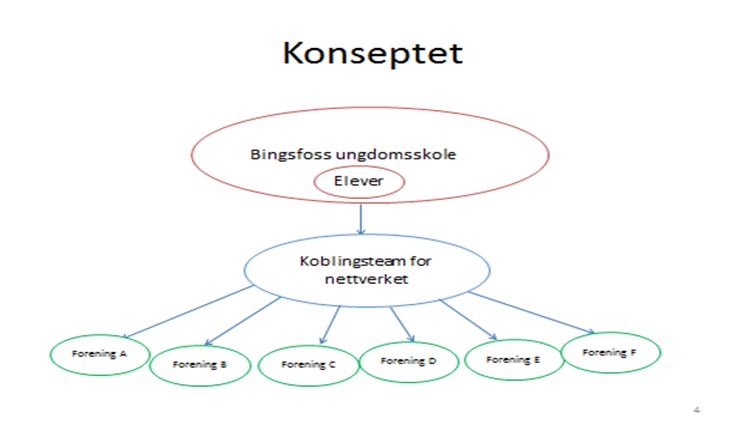 Konseptet
Bingsfoss ungdomsskole
Elever
Koblingsteam for
nettverket
Forening A
Forening B
Forening C
Forening D
Forening E
Forening F
4